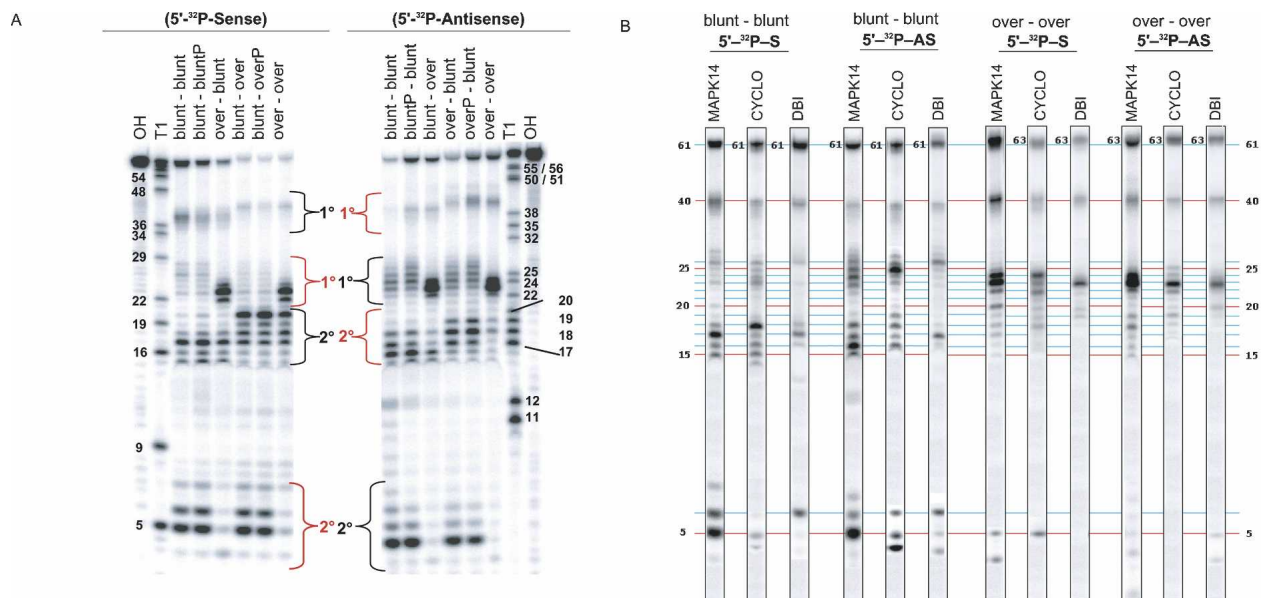 A
(5'-³²P-Sense)
(5'-³²P-Antisense)
OH
T1
blunt - blunt
blunt - bluntP
over - blunt
blunt - over
blunt - overP
over - over
blunt - blunt
bluntP - blunt
blunt - over
over - blunt
overP - blunt
over - over
T1
OH
54
48
36
34
29
22
19
16
9
5
1°
1°
1°
1°
2°
2°
2°
2°
55 / 56
50 / 51
38
35
32
25
24
22
20
19
18
17
12
11
B
blunt - blunt
5'–³²P–S
blunt - blunt
5'–³²P–AS
over - over
5'–³²P–S
over - over
5'–³²P–AS
MAPK14
CYCLO
DBI
MAPK14
CYCLO
DBI
MAPK14
CYCLO
DBI
MAPK14
CYCLO
DBI
61
61
61
61
61
61
63
63
63
63
63
63
61
40
40
25
25
20
20
15
15
5
5